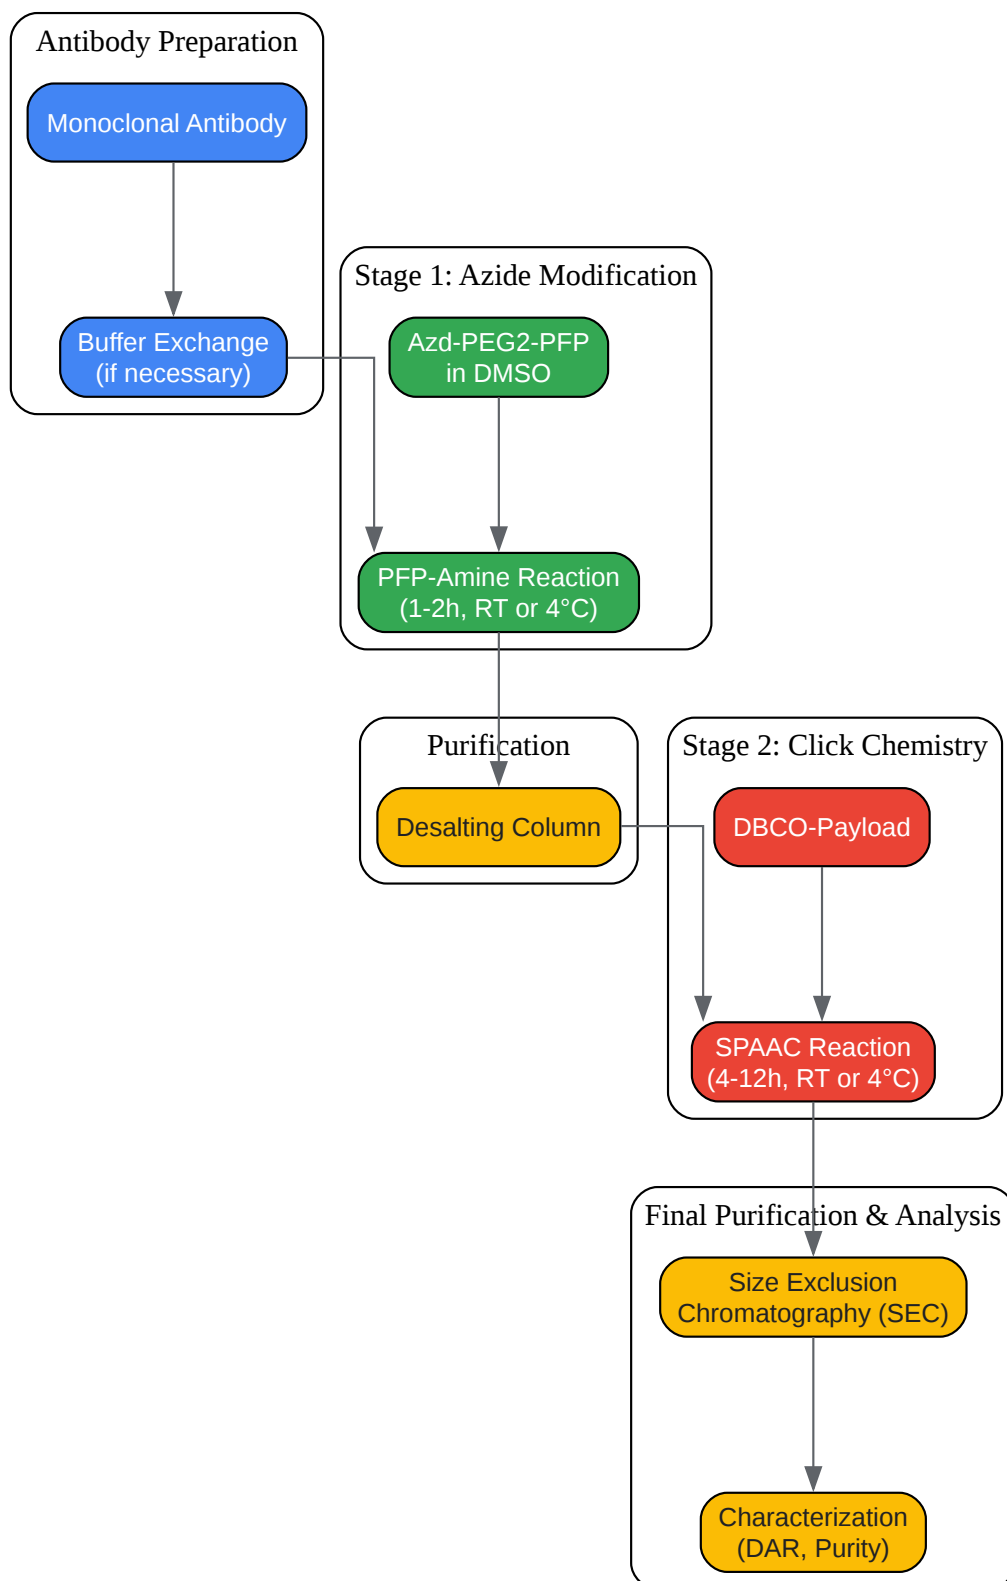 Antibody Preparation
Monoclonal Antibody
Buffer Exchange
(if necessary)
Stage 1: Azide Modification
Azd-PEG2-PFP
in DMSO
PFP-Amine Reaction
(1-2h, RT or 4°C)
Purification
Desalting Column
Stage 2: Click Chemistry
DBCO-Payload
SPAAC Reaction
(4-12h, RT or 4°C)
Final Purification & Analysis
Size Exclusion
Chromatography (SEC)
Characterization
(DAR, Purity)